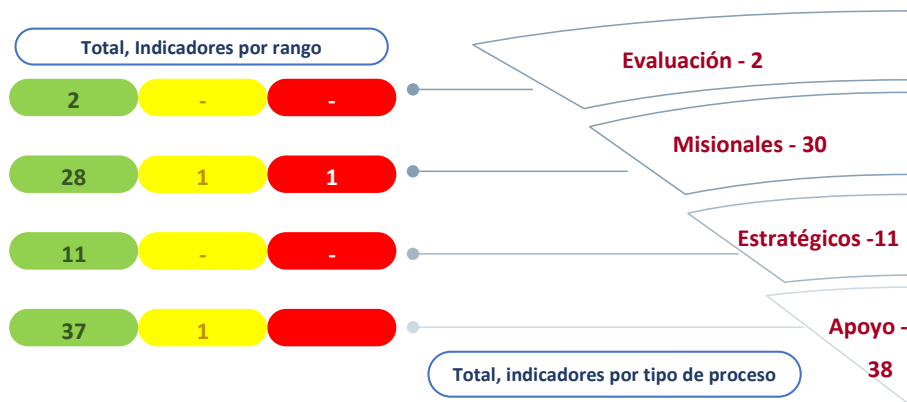 Total, Indicadores por rango
Evaluación - 2
2 - -
Misionales - 30
28 1 1
Estratégicos -11
11 - -
Apoyo -
38
37 1
Total, indicadores por tipo de proceso